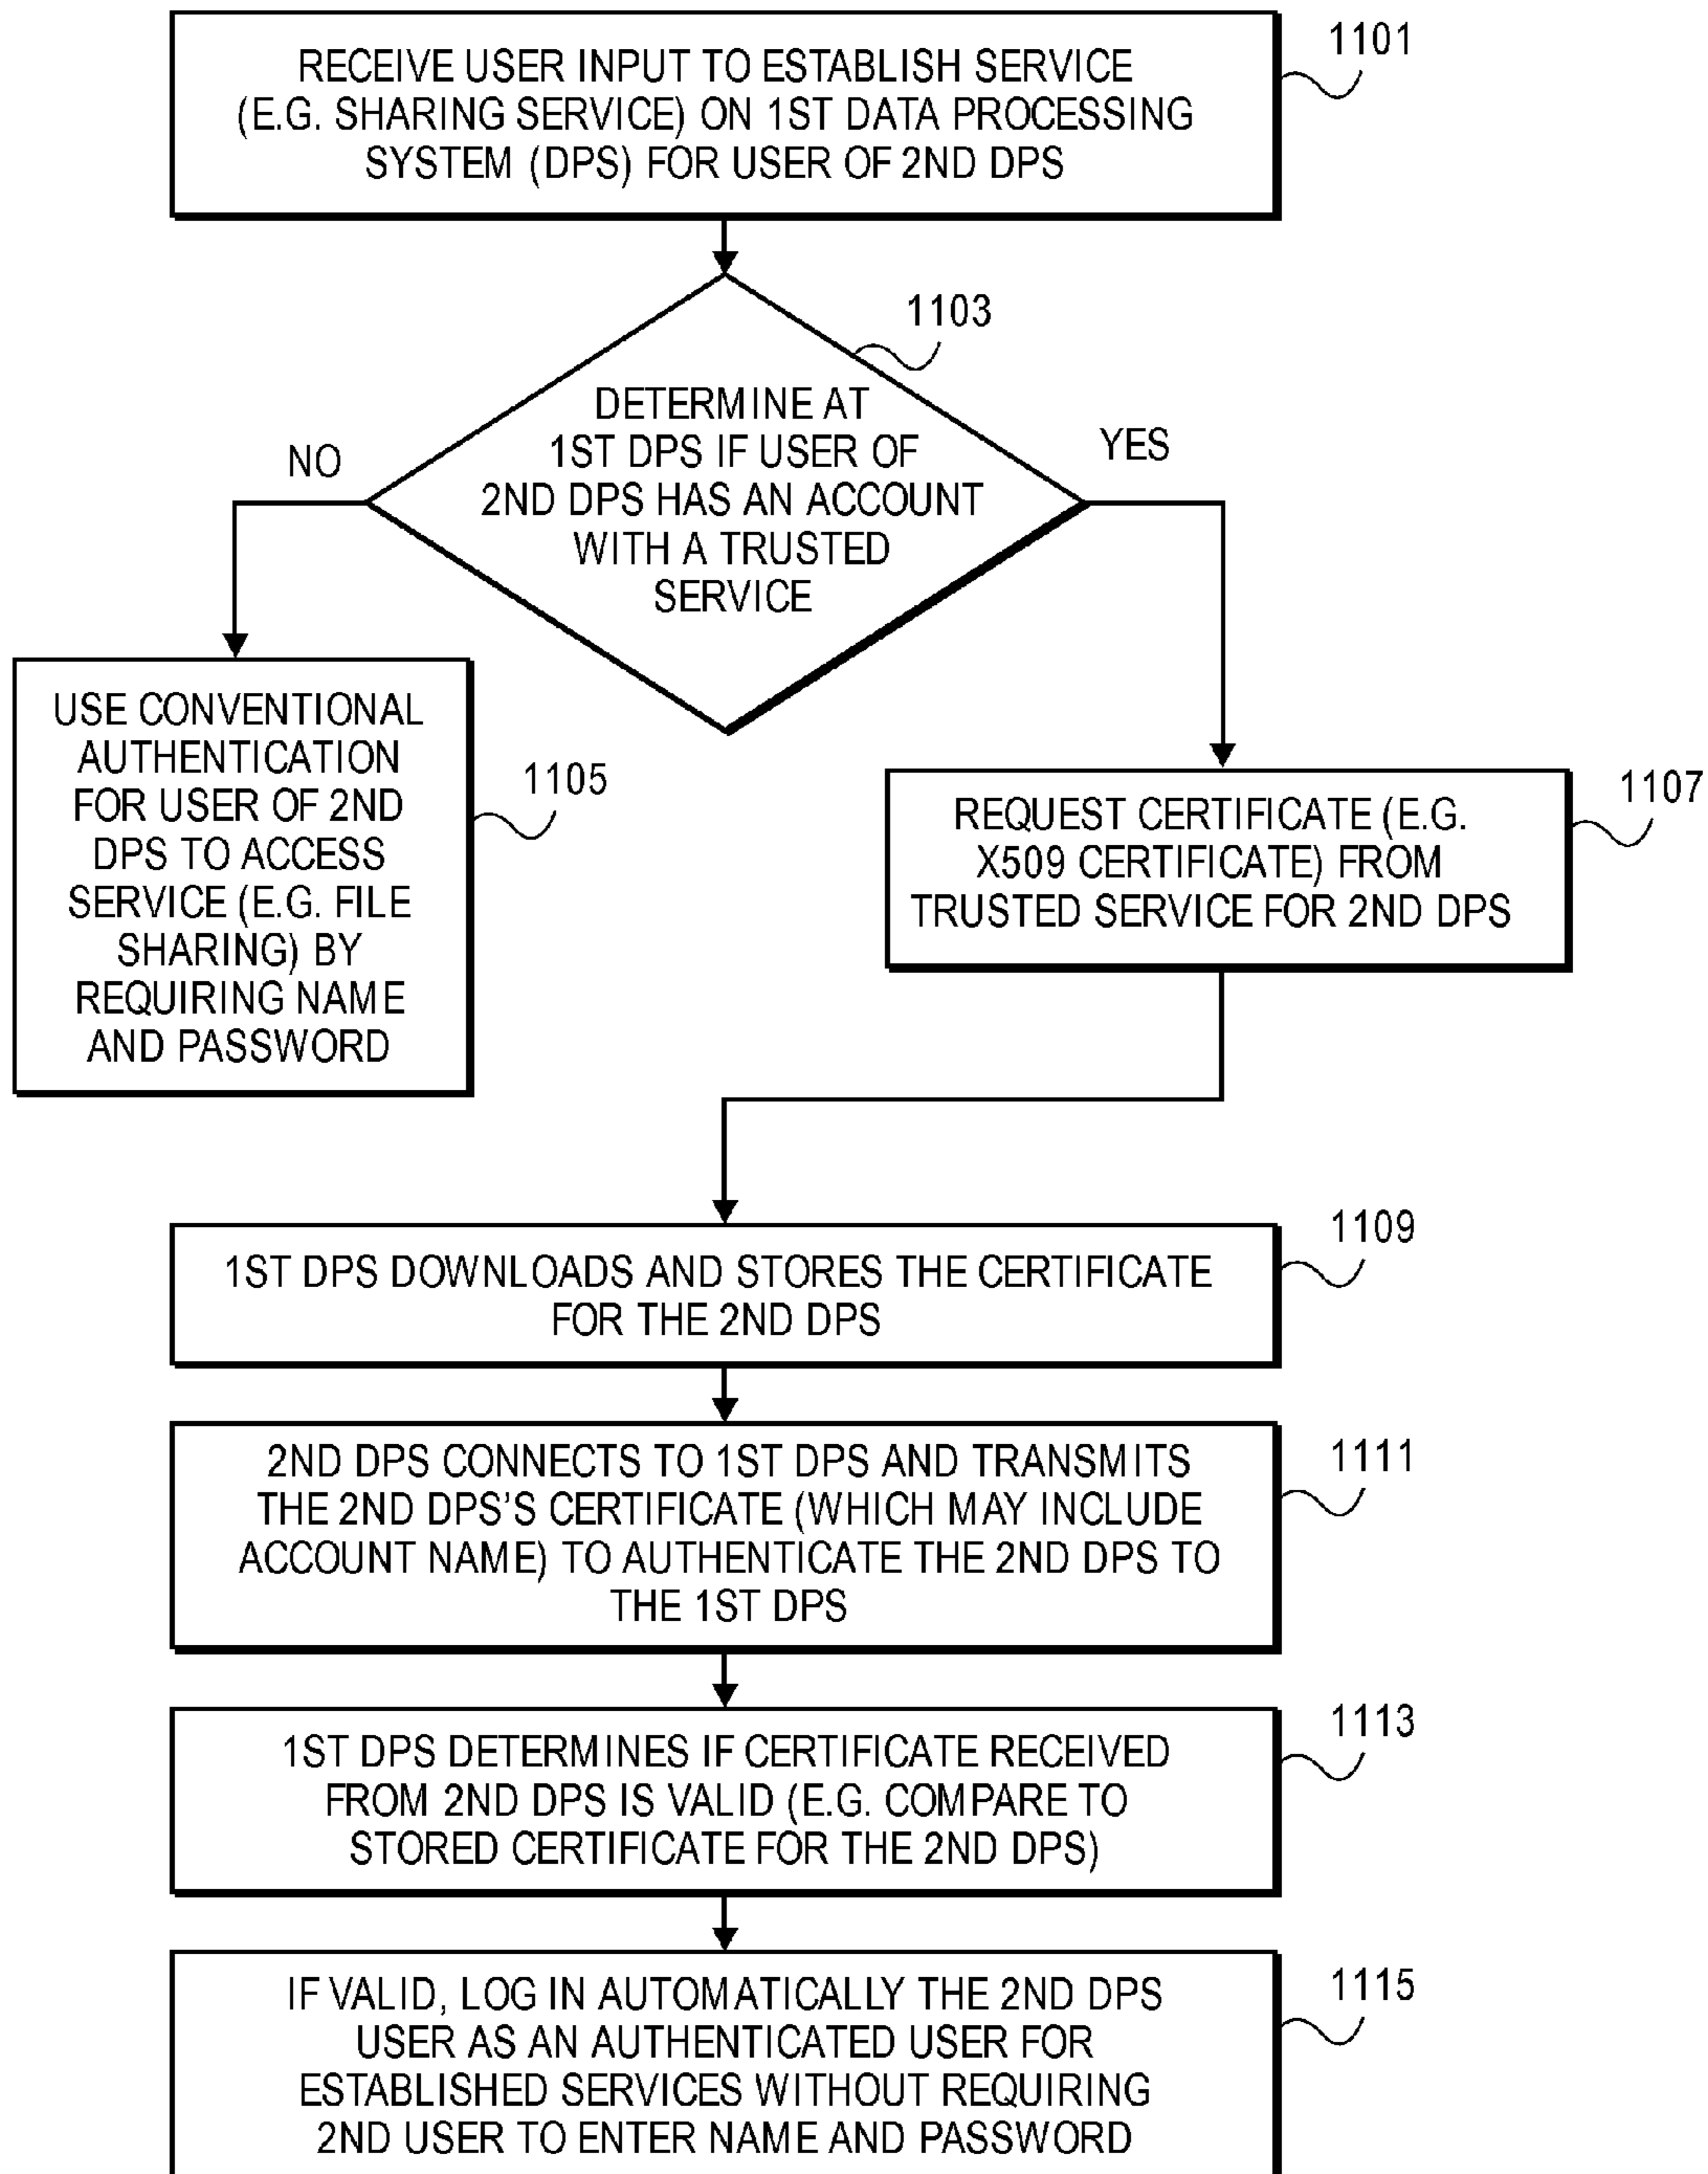 RECEIVE USER INPUT TO ESTABLISH SERVICE
(E.G. SHARING SERVICE) ON 1ST DATA PROCESSING
SYSTEM (DPS) FOR USER OF 2ND DPS
1101
1103
DETERMINE AT
1ST DPS IF USER OF
2ND DPS HAS AN ACCOUNT
WITH A TRUSTED
SERVICE
NO
YES
USE CONVENTIONAL
AUTHENTICATION
FOR USER OF 2ND
DPS TO ACCESS
SERVICE (E.G. FILE
SHARING) BY
REQUIRING NAME
AND PASSWORD
1105
REQUEST CERTIFICATE (E.G.
X509 CERTIFICATE) FROM
TRUSTED SERVICE FOR 2ND DPS
1107
1ST DPS DOWNLOADS AND STORES THE CERTIFICATE
FOR THE 2ND DPS
1109
2ND DPS CONNECTS TO 1ST DPS AND TRANSMITS
THE 2ND DPS'S CERTIFICATE (WHICH MAY INCLUDE
ACCOUNT NAME) TO AUTHENTICATE THE 2ND DPS TO
THE 1ST DPS
1111
1ST DPS DETERMINES IF CERTIFICATE RECEIVED
FROM 2ND DPS IS VALID (E.G. COMPARE TO
STORED CERTIFICATE FOR THE 2ND DPS)
1113
IF VALID, LOG IN AUTOMATICALLY THE 2ND DPS
USER AS AN AUTHENTICATED USER FOR
ESTABLISHED SERVICES WITHOUT REQUIRING
2ND USER TO ENTER NAME AND PASSWORD
1115